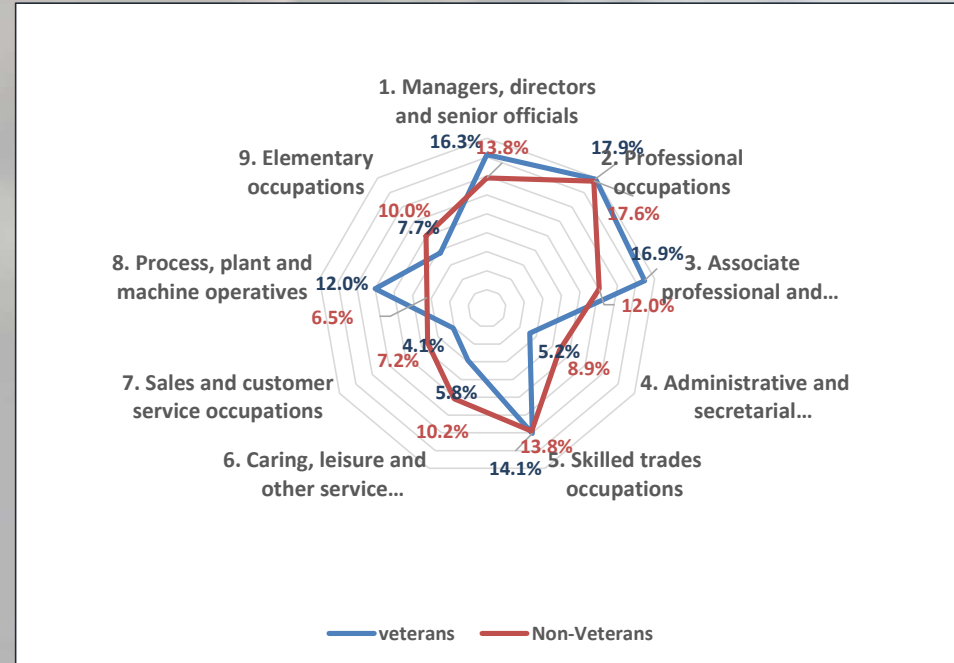 1. Managers, directors
and senior officials
16.3%
13.8%
17.9%
2. Professional
occupations
17.6%
16.9%
3. Associate
professional and...
12.0%
5.2%
8.9%
4. Administrative and
secretarial...
13.8%
14.1%
5. Skilled trades
occupations
5.8%
10.2%
6. Caring, leisure and
other service...
4.1%
7.2%
7. Sales and customer
service occupations
12.0%
6.5%
8. Process, plant and
machine operatives
7.7%
10.0%
9. Elementary
occupations
veterans
Non-Veterans